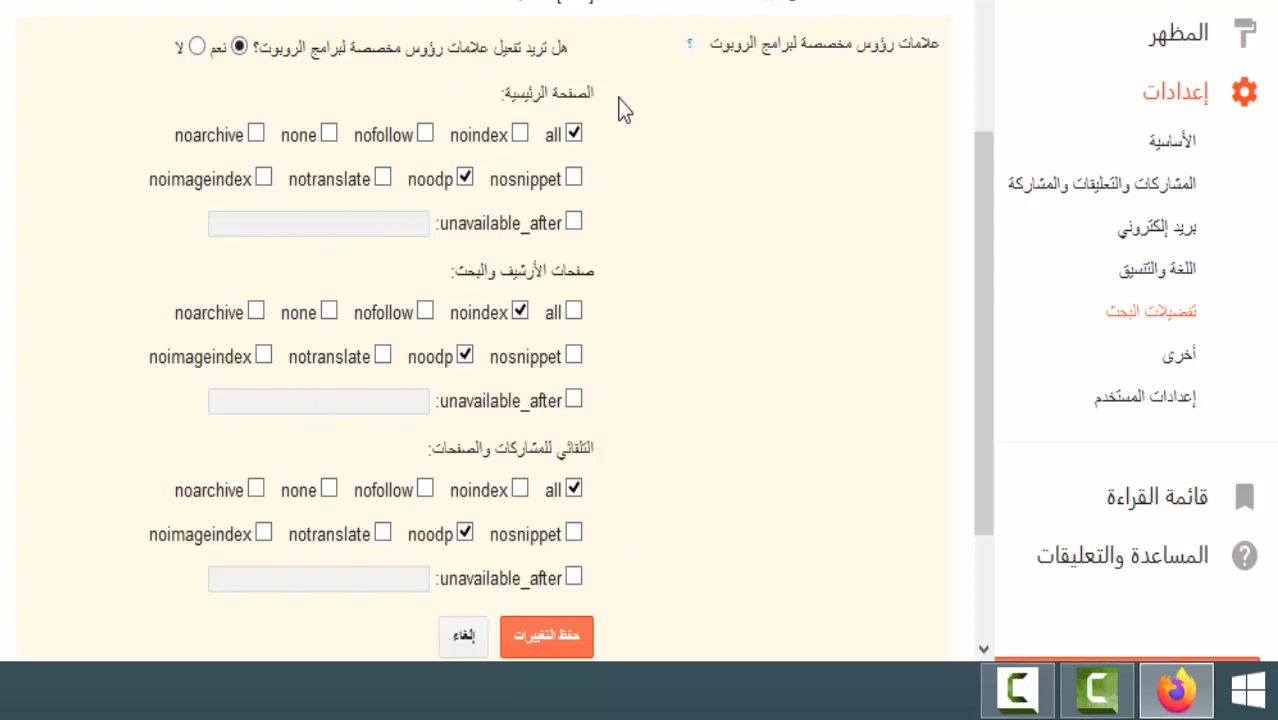 علامات رؤوس مخصصة لبرامج الروبوت ؟
هل تريد تفعيل علامات رؤوس مخصصة لبرامج الروبوت؟ نعم لا
الصفحة الرئيسية:
all noindex nofollow none noarchive
nosnippet noodp notranslate noimageindex
unavailable_after:
صفحات الأرشيف والبحث:
all noindex nofollow none noarchive
nosnippet noodp notranslate noimageindex
unavailable_after:
التلقائي للمشاركات والصفحات:
all noindex nofollow none noarchive
nosnippet noodp notranslate noimageindex
unavailable_after:
حفظ التغييرات إلغاء
المظهر
إعدادات
الأساسية
المشاركات والتعليقات والمشاركة
بريد إلكتروني
اللغة والتنسيق
تفضيلات البحث
أخرى
إعدادات المستخدم
قائمة القراءة
المساعدة والتعليقات